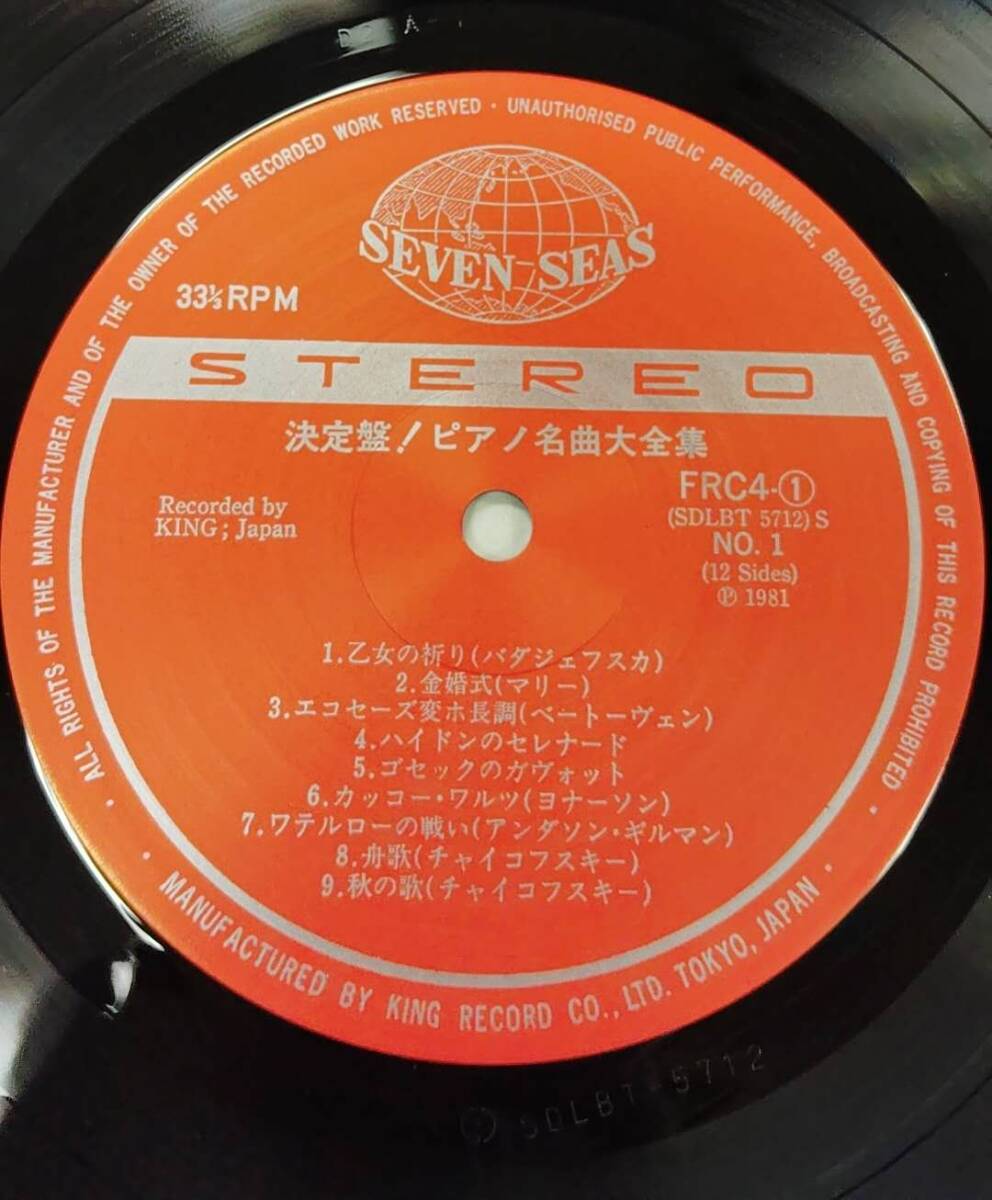 ALL RIGHTS OF THE MANUFACTURER AND OF THE OWNER OF THE RECORDED WORK RESERVED · UNAUTHORISED PUBLIC PERFORMANCE, BROADCASTING AND COPYING OF THIS RECORD PROHIBITED ·
SEVEN-SEAS
33⅓RPM
STEREO
決定盤!ピアノ名曲大全集
Recorded by
KING; Japan
FRC4-①
(SDLBT 5712) S
NO. 1
(12 Sides)
Ⓟ 1981
1.乙女の祈り(バダジェフスカ)
2.金婚式(マリー)
3.エコセーズ変ホ長調(ベートーヴェン)
4.ハイドンのセレナード
5.ゴセックのガヴォット
6.カッコー・ワルツ(ヨナーソン)
7.ワテルローの戦い(アンダソン・ギルマン)
8.舟歌(チャイコフスキー)
9.秋の歌(チャイコフスキー)
· MANUFACTURED BY KING RECORD CO., LTD. TOKYO, JAPAN ·
SDLBT-5712